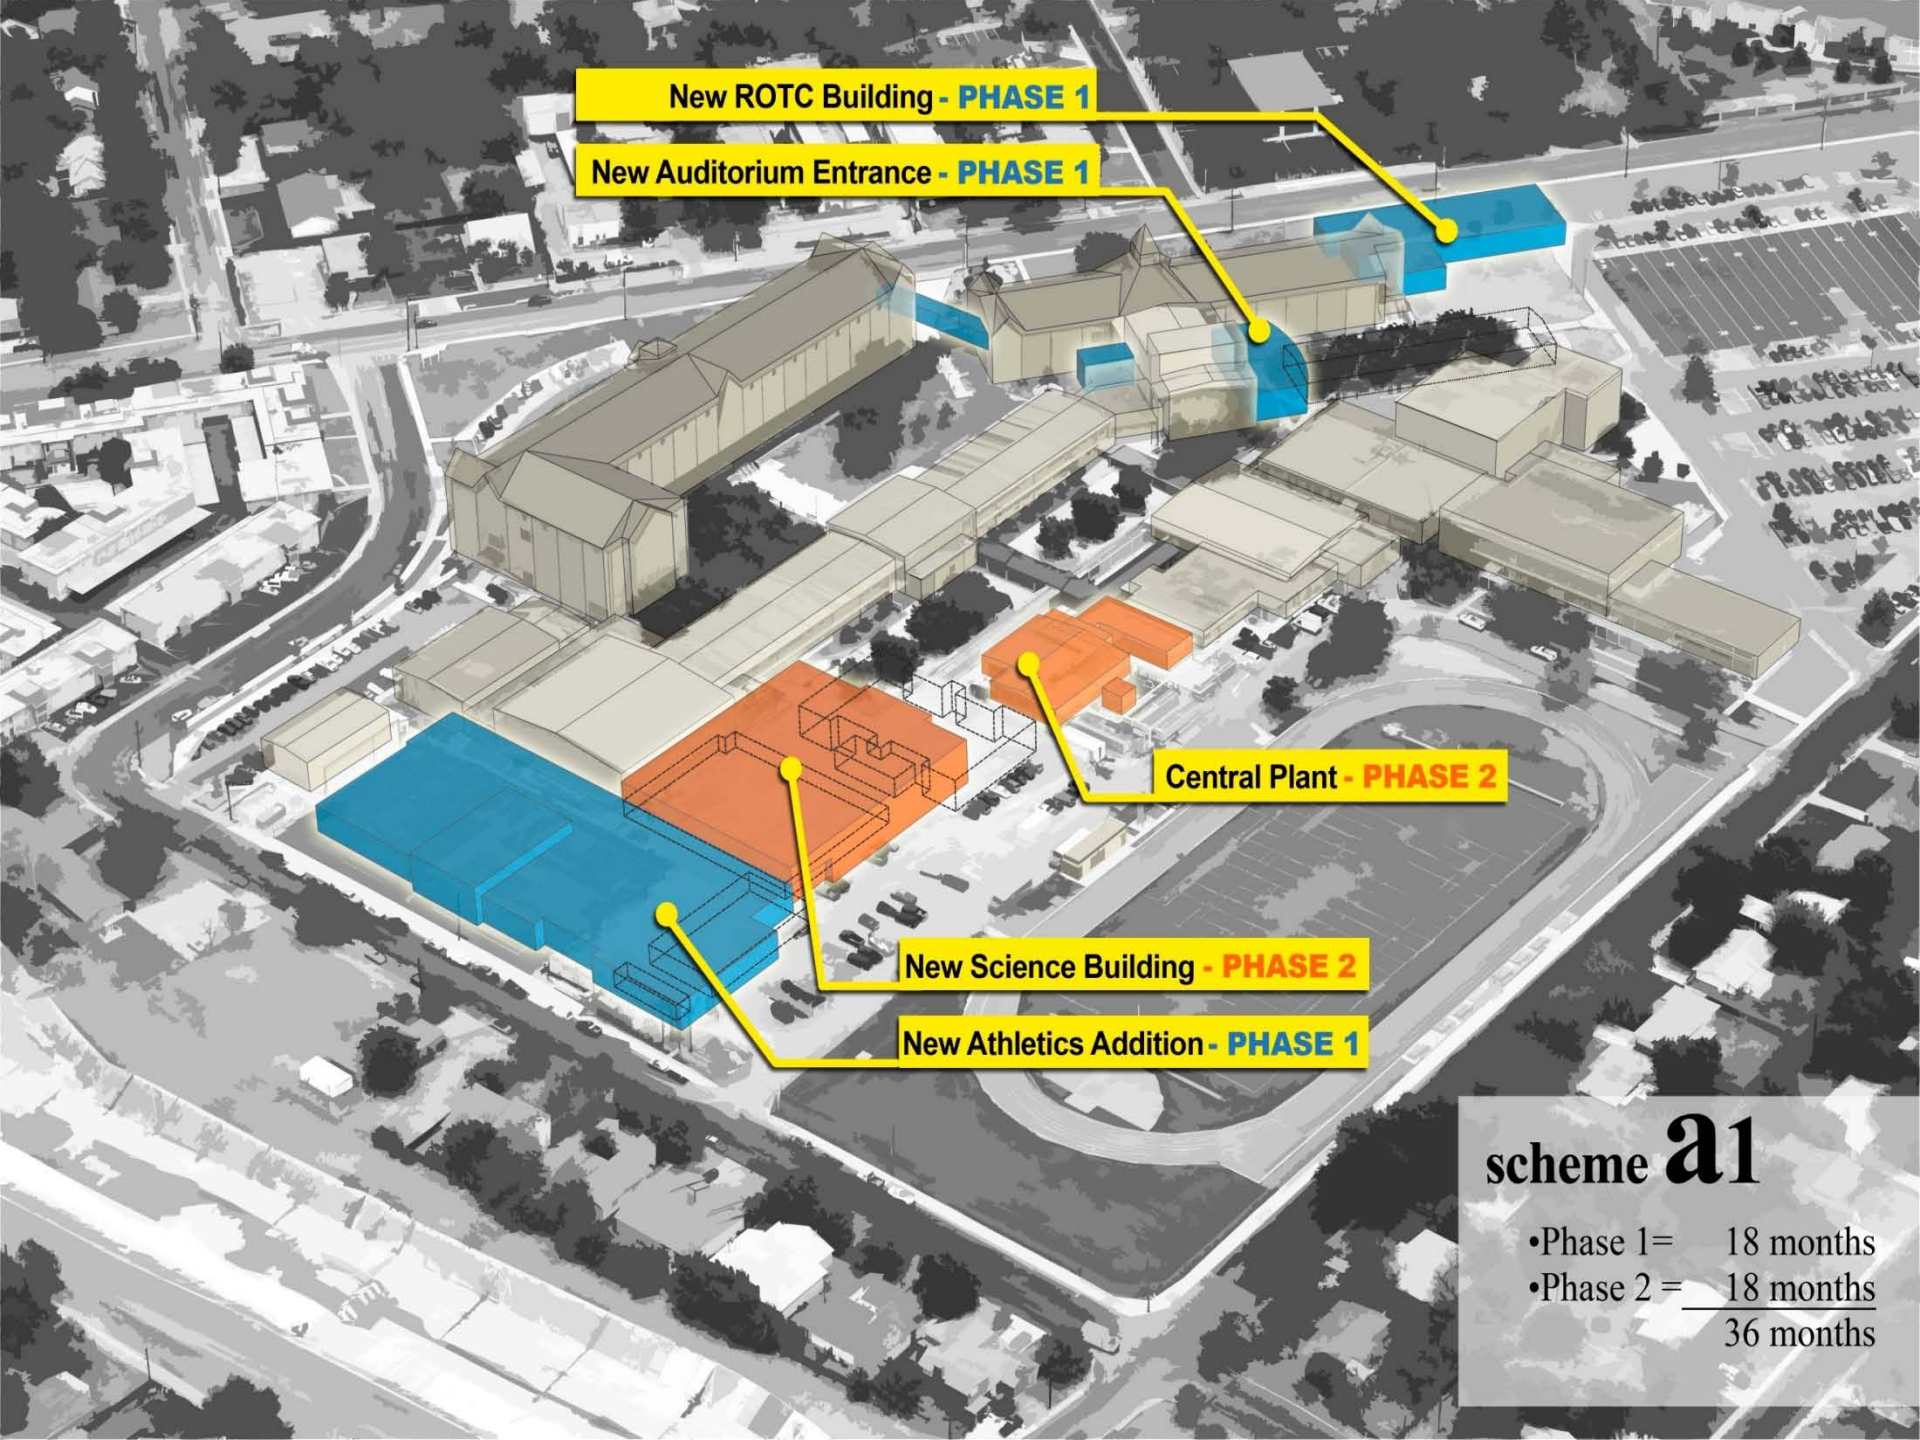 New ROTC Building - PHASE 1
New Auditorium Entrance - PHASE 1
Central Plant - PHASE 2
New Science Building - PHASE 2
New Athletics Addition - PHASE 1
scheme a1
•Phase 1= 18 months
•Phase 2 = 18 months
36 months